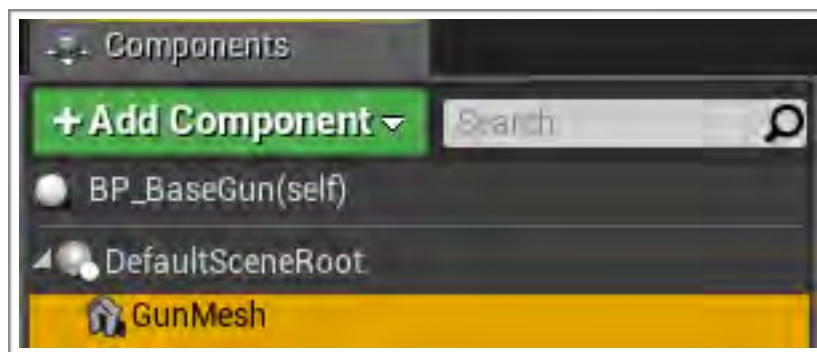 Components
+ Add Component
Search
BP_BaseGun(self)
DefaultSceneRoot
GunMesh